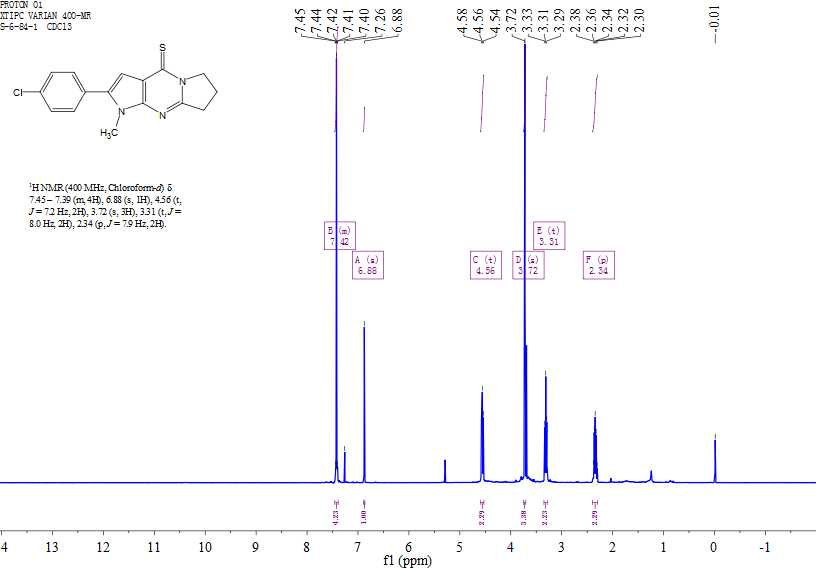 PROTON 01
XTIPC VARIAN 400-MR
S-6-84-1 CDCl3
7.45
7.44
7.42
7.41
7.40
7.26
6.88
4.58
4.56
4.54
3.72
3.33
3.31
3.29
2.38
2.36
2.34
2.32
2.30
-0.01
S
N
Cl
N
N
H₃C
¹H NMR (400 MHz, Chloroform-d) δ
7.45 – 7.39 (m, 4H), 6.88 (s, 1H), 4.56 (t,
J = 7.2 Hz, 2H), 3.72 (s, 3H), 3.31 (t, J =
8.0 Hz, 2H), 2.34 (p, J = 7.9 Hz, 2H).
B (m)
7.42
E (t)
3.31
A (s)
6.88
C (t)
4.56
D (s)
3.72
F (p)
2.34
4.23
1.00
2.29
3.38
2.23
2.29
4 13 12 11 10 9 8 7 6 5 4 3 2 1 0 -1
f1 (ppm)